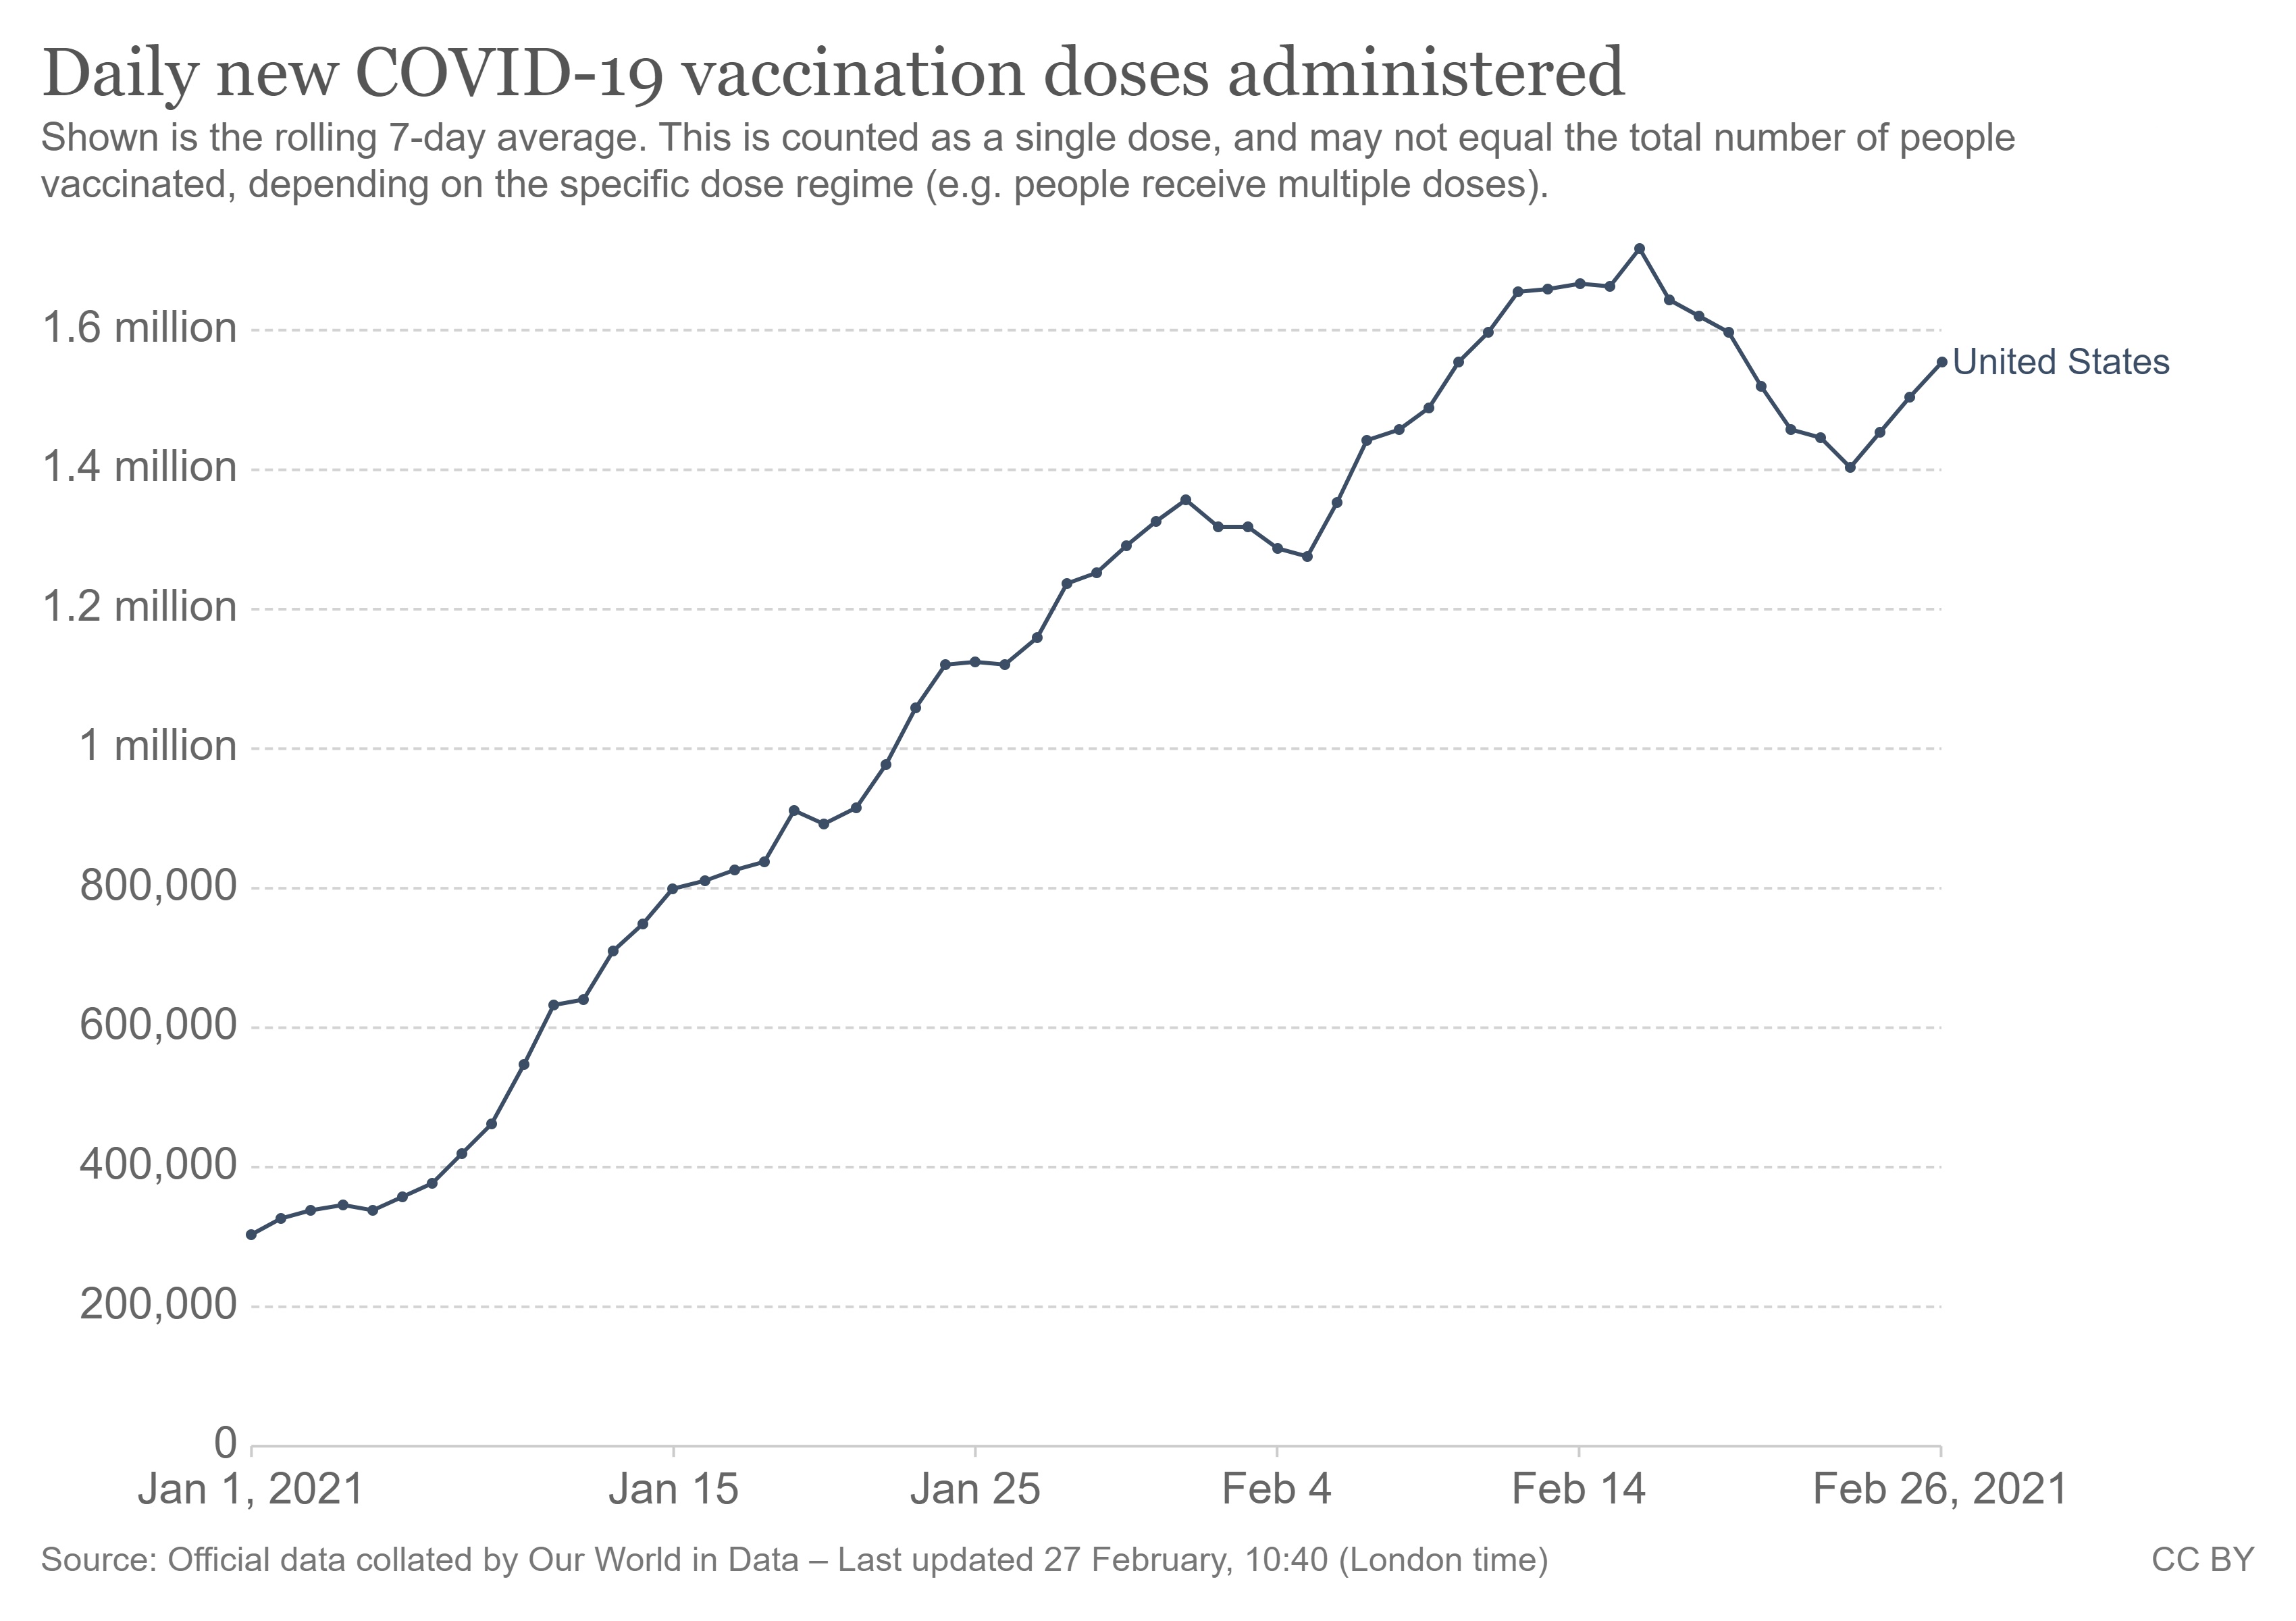 Daily new COVID-19 vaccination doses administered
Shown is the rolling 7-day average. This is counted as a single dose, and may not equal the total number of people
vaccinated, depending on the specific dose regime (e.g. people receive multiple doses).
1.6 million
United States
1.4 million
1.2 million
1 million
800,000
600,000
400,000
200,000
0
Jan 1, 2021 Jan 15 Jan 25 Feb 4 Feb 14 Feb 26, 2021
Source: Official data collated by Our World in Data – Last updated 27 February, 10:40 (London time) CC BY